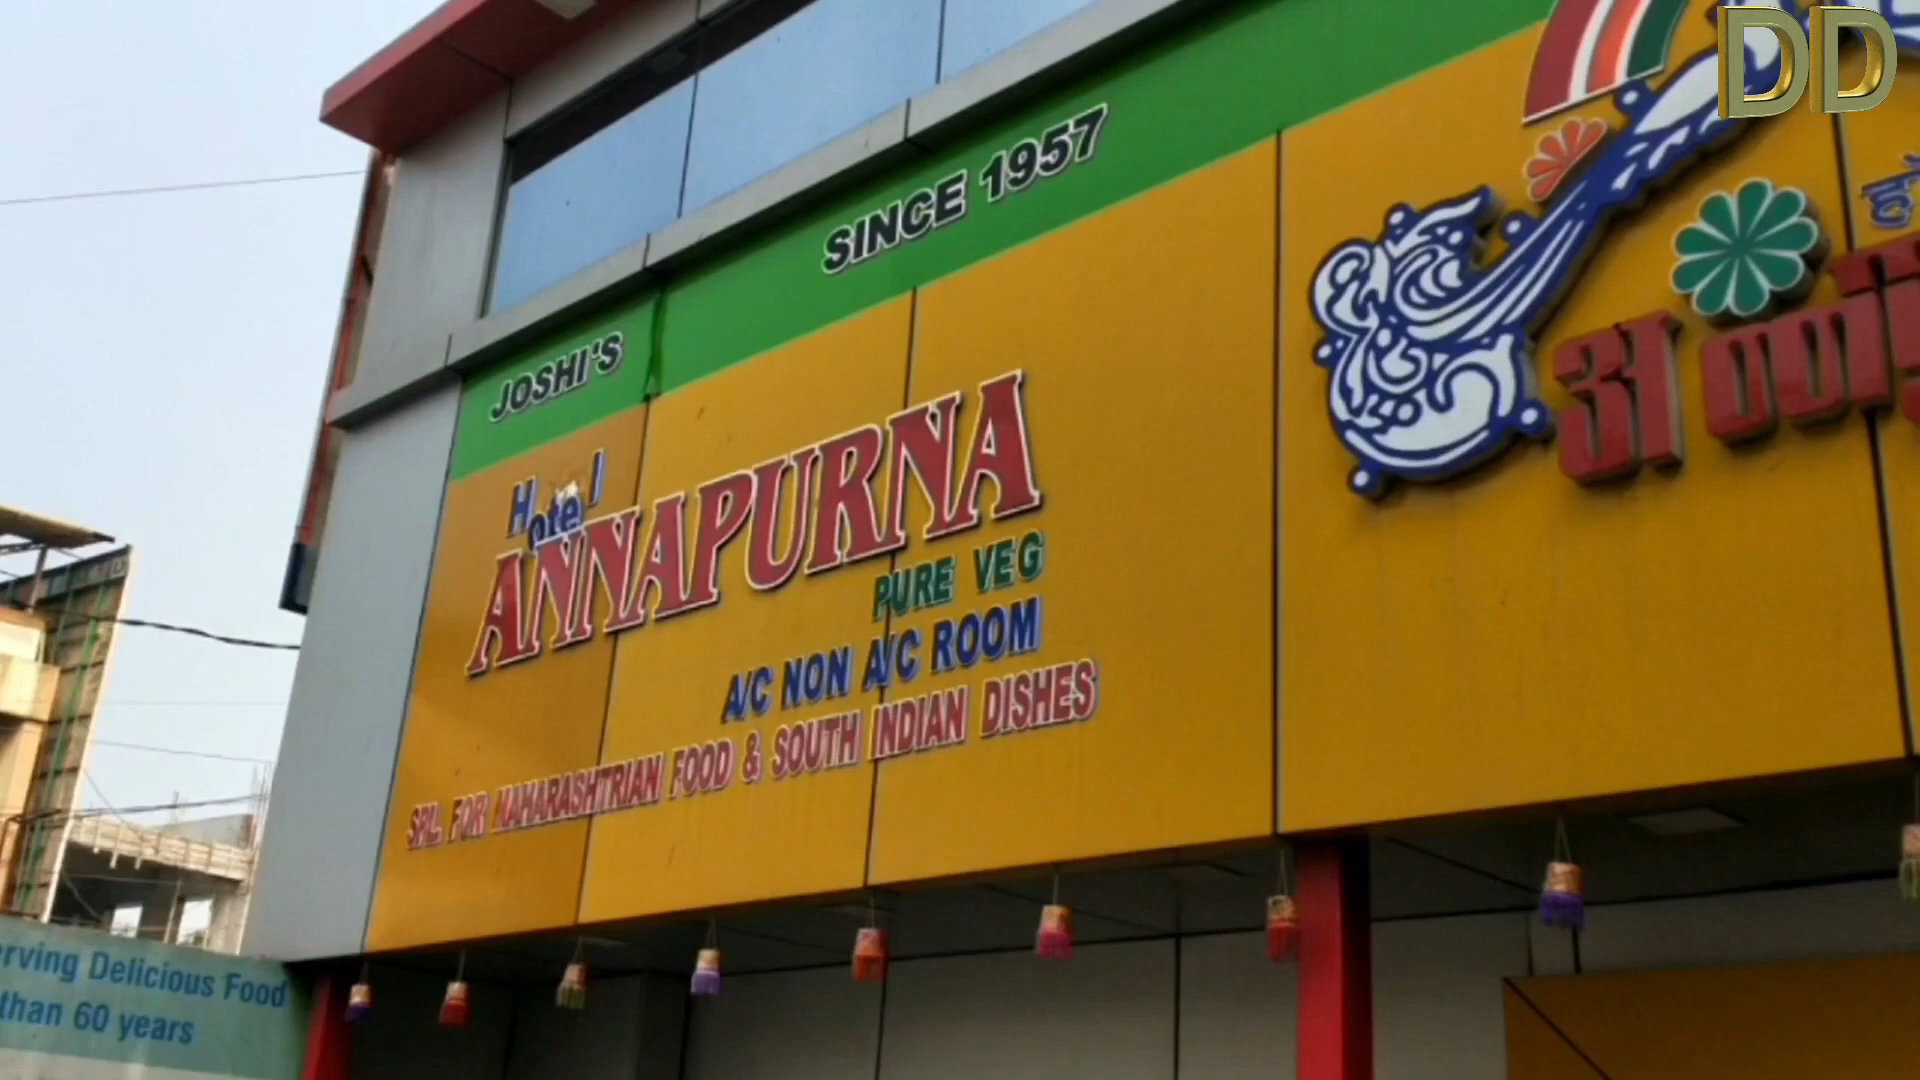 DD
SINCE 1957
JOSHI'S
Hotel
ANNAPURNA
PURE VEG
A/C NON A/C ROOM
SPL. FOR MAHARASHTRIAN FOOD & SOUTH INDIAN DISHES
Delicious Food
than 60 years